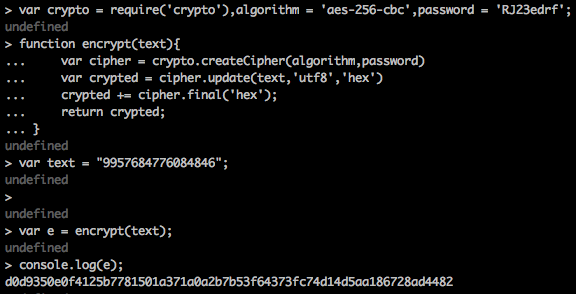 > var crypto = require('crypto'),algorithm = 'aes-256-cbc',password = 'RJ23edrf';
undefined
> function encrypt(text){
...     var cipher = crypto.createCipher(algorithm,password)
...     var crypted = cipher.update(text,'utf8','hex')
...     crypted += cipher.final('hex');
...     return crypted;
... }
undefined
> var text = "9957684776084846";
undefined
>
undefined
> var e = encrypt(text);
undefined
> console.log(e);
d0d9350e0f4125b7781501a371a0a2b7b53f64373fc74d14d5aa186728ad4482